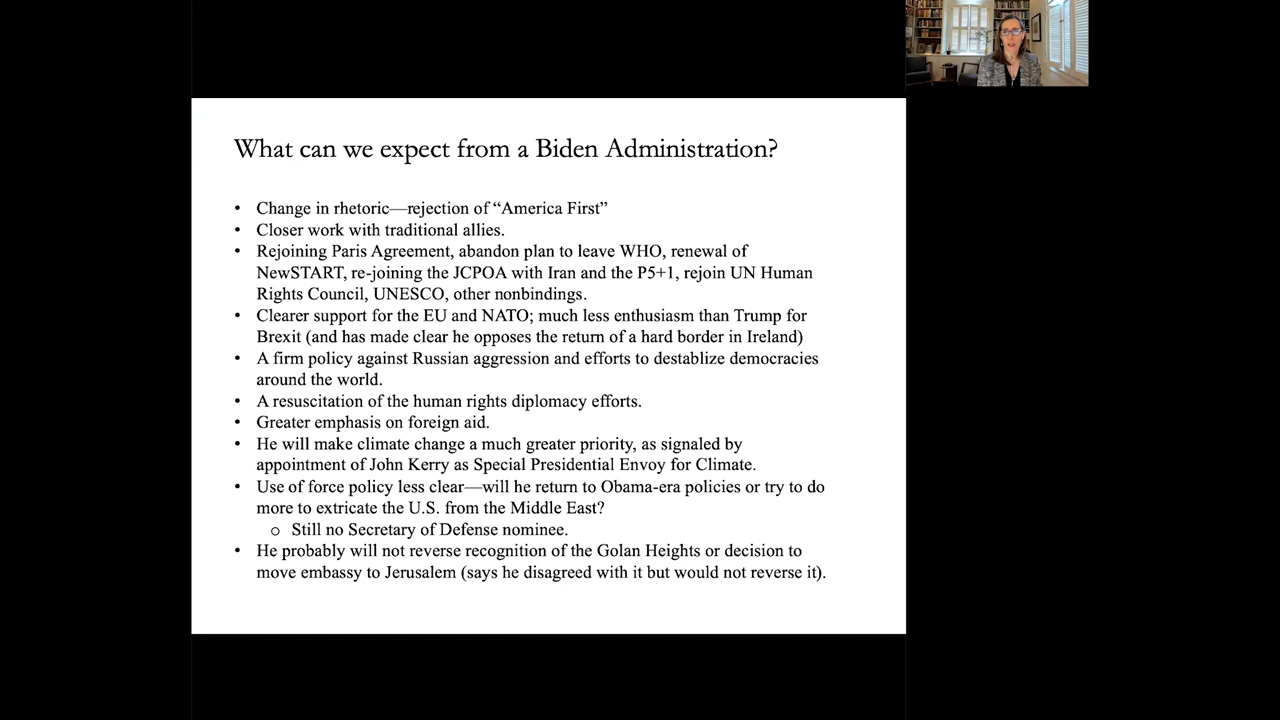 What can we expect from a Biden Administration?
• Change in rhetoric—rejection of “America First”
• Closer work with traditional allies.
• Rejoining Paris Agreement, abandon plan to leave WHO, renewal of
NewSTART, re-joining the JCPOA with Iran and the P5+1, rejoin UN Human
Rights Council, UNESCO, other nonbindings.
• Clearer support for the EU and NATO; much less enthusiasm than Trump for
Brexit (and has made clear he opposes the return of a hard border in Ireland)
• A firm policy against Russian aggression and efforts to destablize democracies
around the world.
• A resuscitation of the human rights diplomacy efforts.
• Greater emphasis on foreign aid.
• He will make climate change a much greater priority, as signaled by
appointment of John Kerry as Special Presidential Envoy for Climate.
• Use of force policy less clear—will he return to Obama-era policies or try to do
more to extricate the U.S. from the Middle East?
o Still no Secretary of Defense nominee.
• He probably will not reverse recognition of the Golan Heights or decision to
move embassy to Jerusalem (says he disagreed with it but would not reverse it).